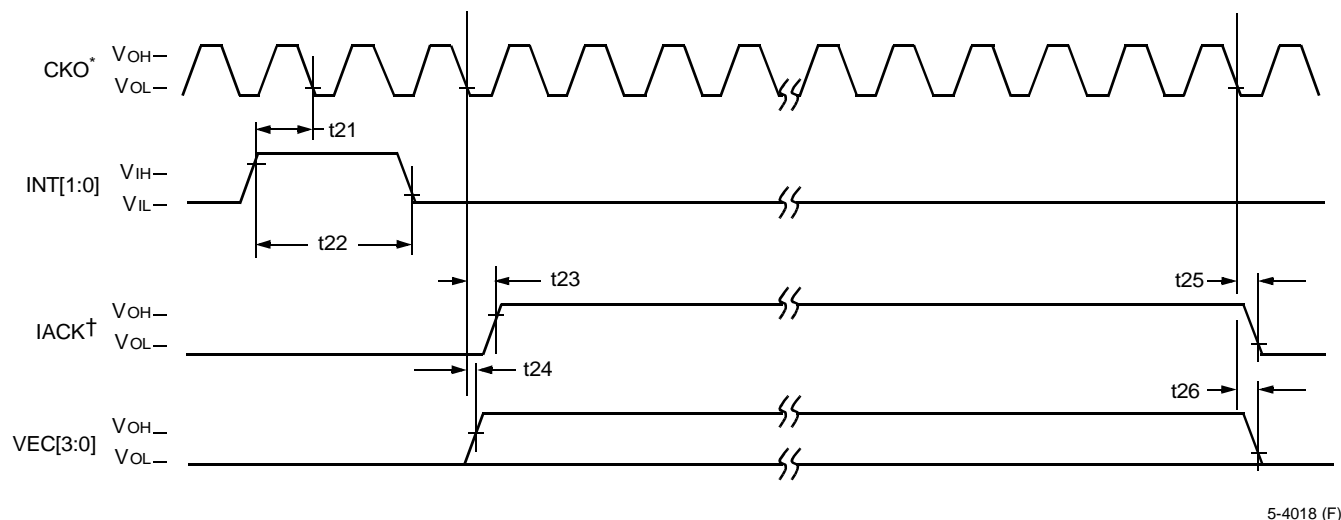 CKO*
VOH
VOL
t21
INT[1:0]
VIH
VIL
t22
t23
t25
IACK†
VOH
VOL
t24
t26
VEC[3:0]
VOH
VOL
5-4018 (F)